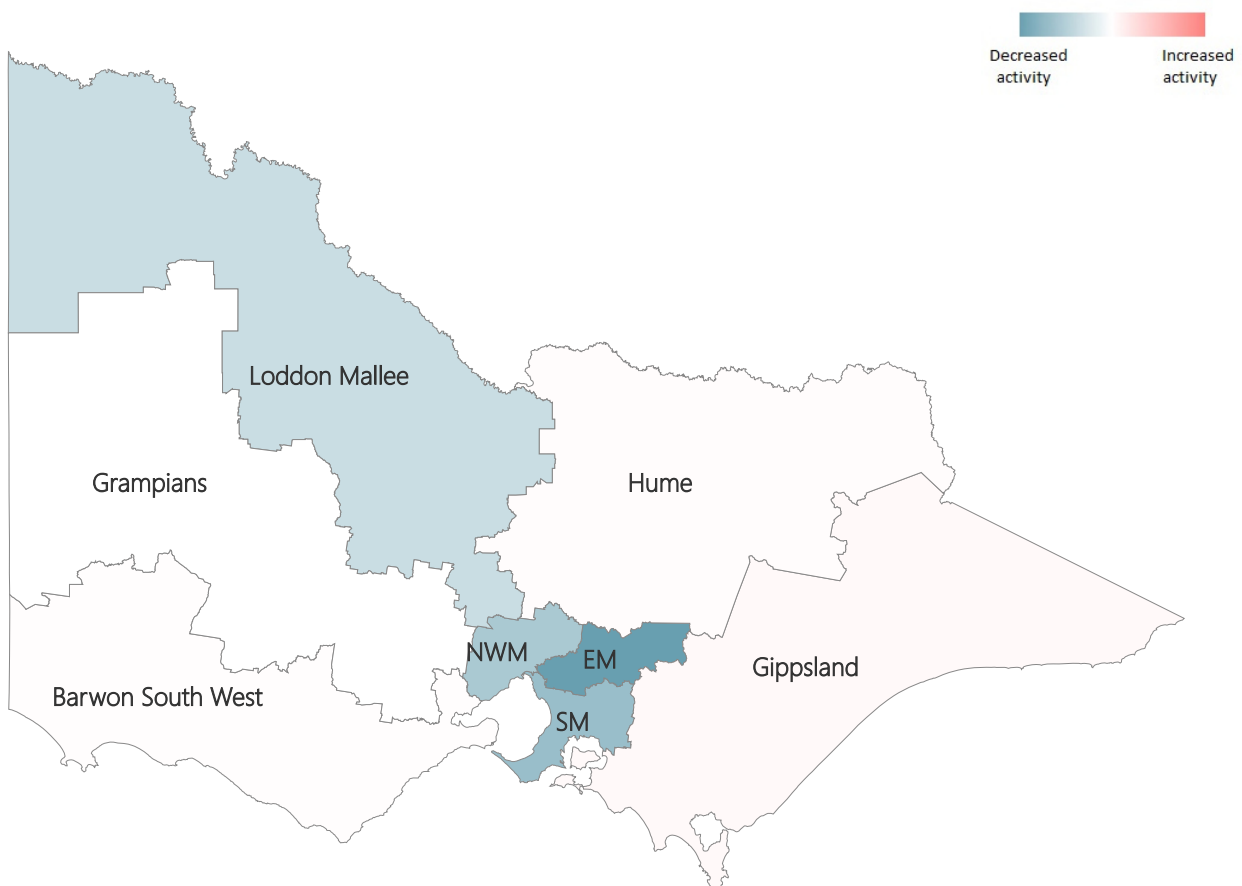 Decreased
activity
Increased
activity
Loddon Mallee
Grampians
Hume
NWM
EM
Gippsland
Barwon South West
SM